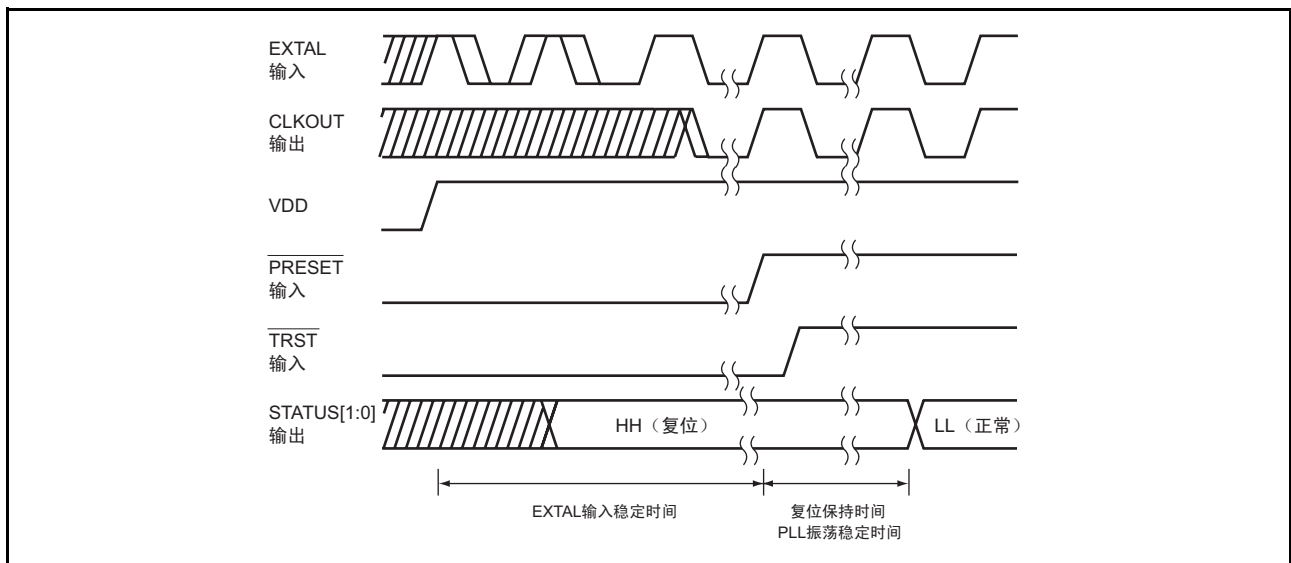 EXTAL
输入
CLKOUT
输出
VDD
PRESET
输入
TRST
输入
STATUS[1:0]
输出
HH（复位）
LL（正常）
EXTAL输入稳定时间
复位保持时间
PLL振荡稳定时间